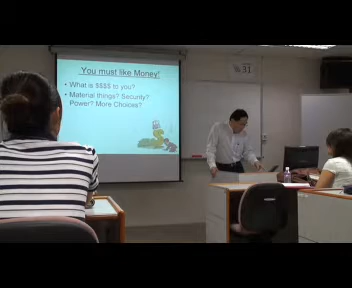 You must like Money!
• What is $$$$ to you?
• Material things? Security?
Power? More Choices?
31